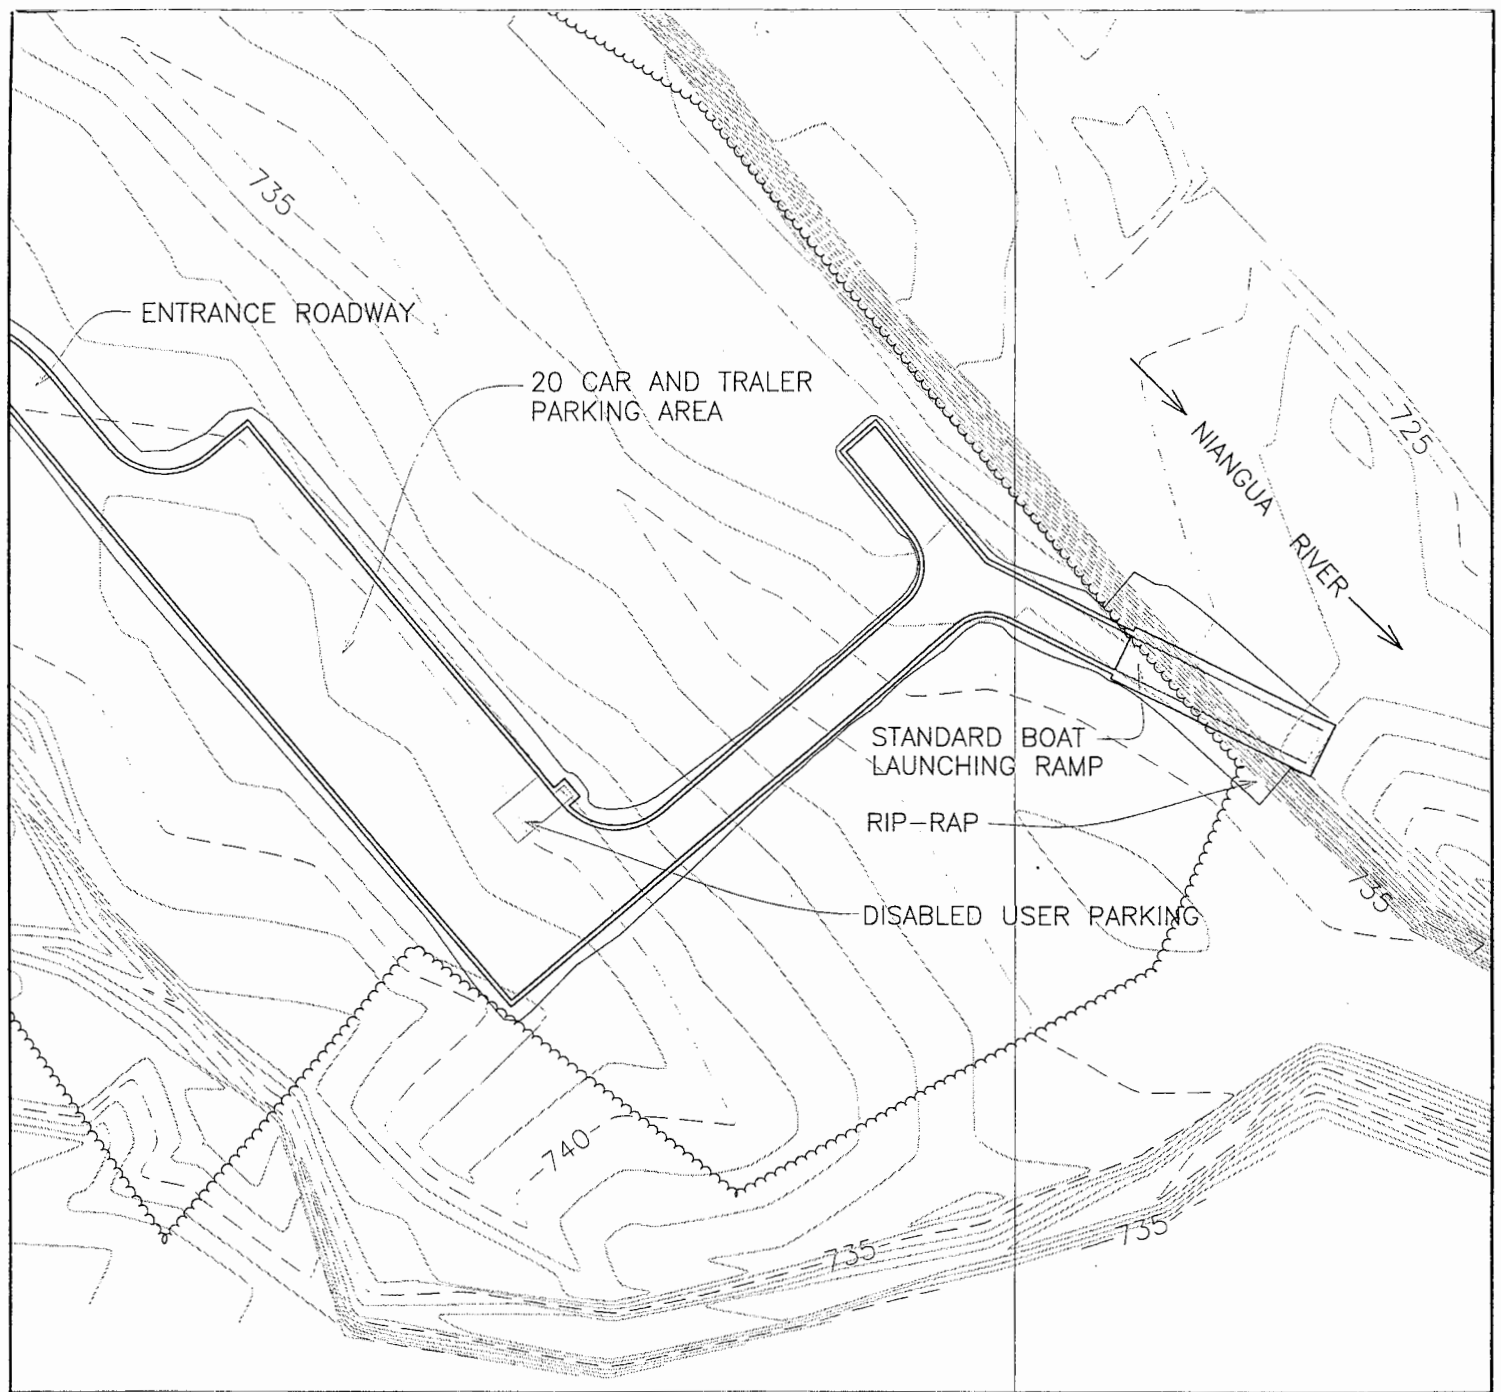 735
ENTRANCE ROADWAY
20 CAR AND TRALER
PARKING AREA
725
NIANGUA RIVER
STANDARD BOAT
LAUNCHING RAMP
RIP-RAP
735
DISABLED USER PARKING
740
735
735